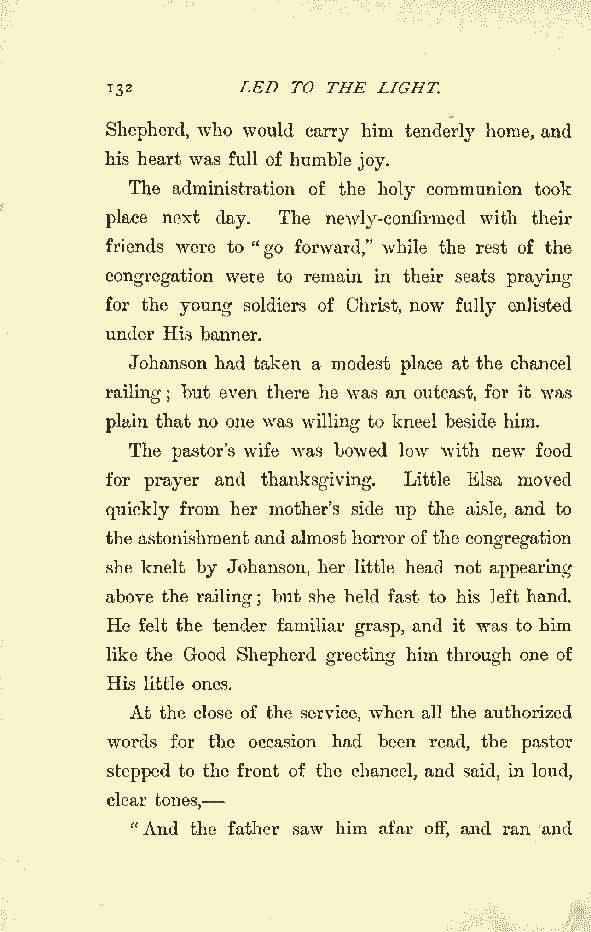 132 LED TO THE LIGHT.
Shepherd, who would carry him tenderly home, and
his heart was full of humble joy.
The administration of the holy communion took
place next day. The newly-confirmed with their
friends were to "go forward," while the rest of the
congregation were to remain in their seats praying
for the young soldiers of Christ, now fully enlisted
under His banner.
Johanson had taken a modest place at the chancel
railing; but even there he was an outcast, for it was
plain that no one was willing to kneel beside him.
The pastor's wife was bowed low with new food
for prayer and thanksgiving. Little Elsa moved
quickly from her mother's side up the aisle, and to
the astonishment and almost horror of the congregation
she knelt by Johanson, her little head not appearing
above the railing; but she held fast to his left hand.
He felt the tender familiar grasp, and it was to him
like the Good Shepherd greeting him through one of
His little ones.
At the close of the service, when all the authorized
words for the occasion had been read, the pastor
stepped to the front of the chancel, and said, in loud,
clear tones,—
"And the father saw him afar off, and ran and